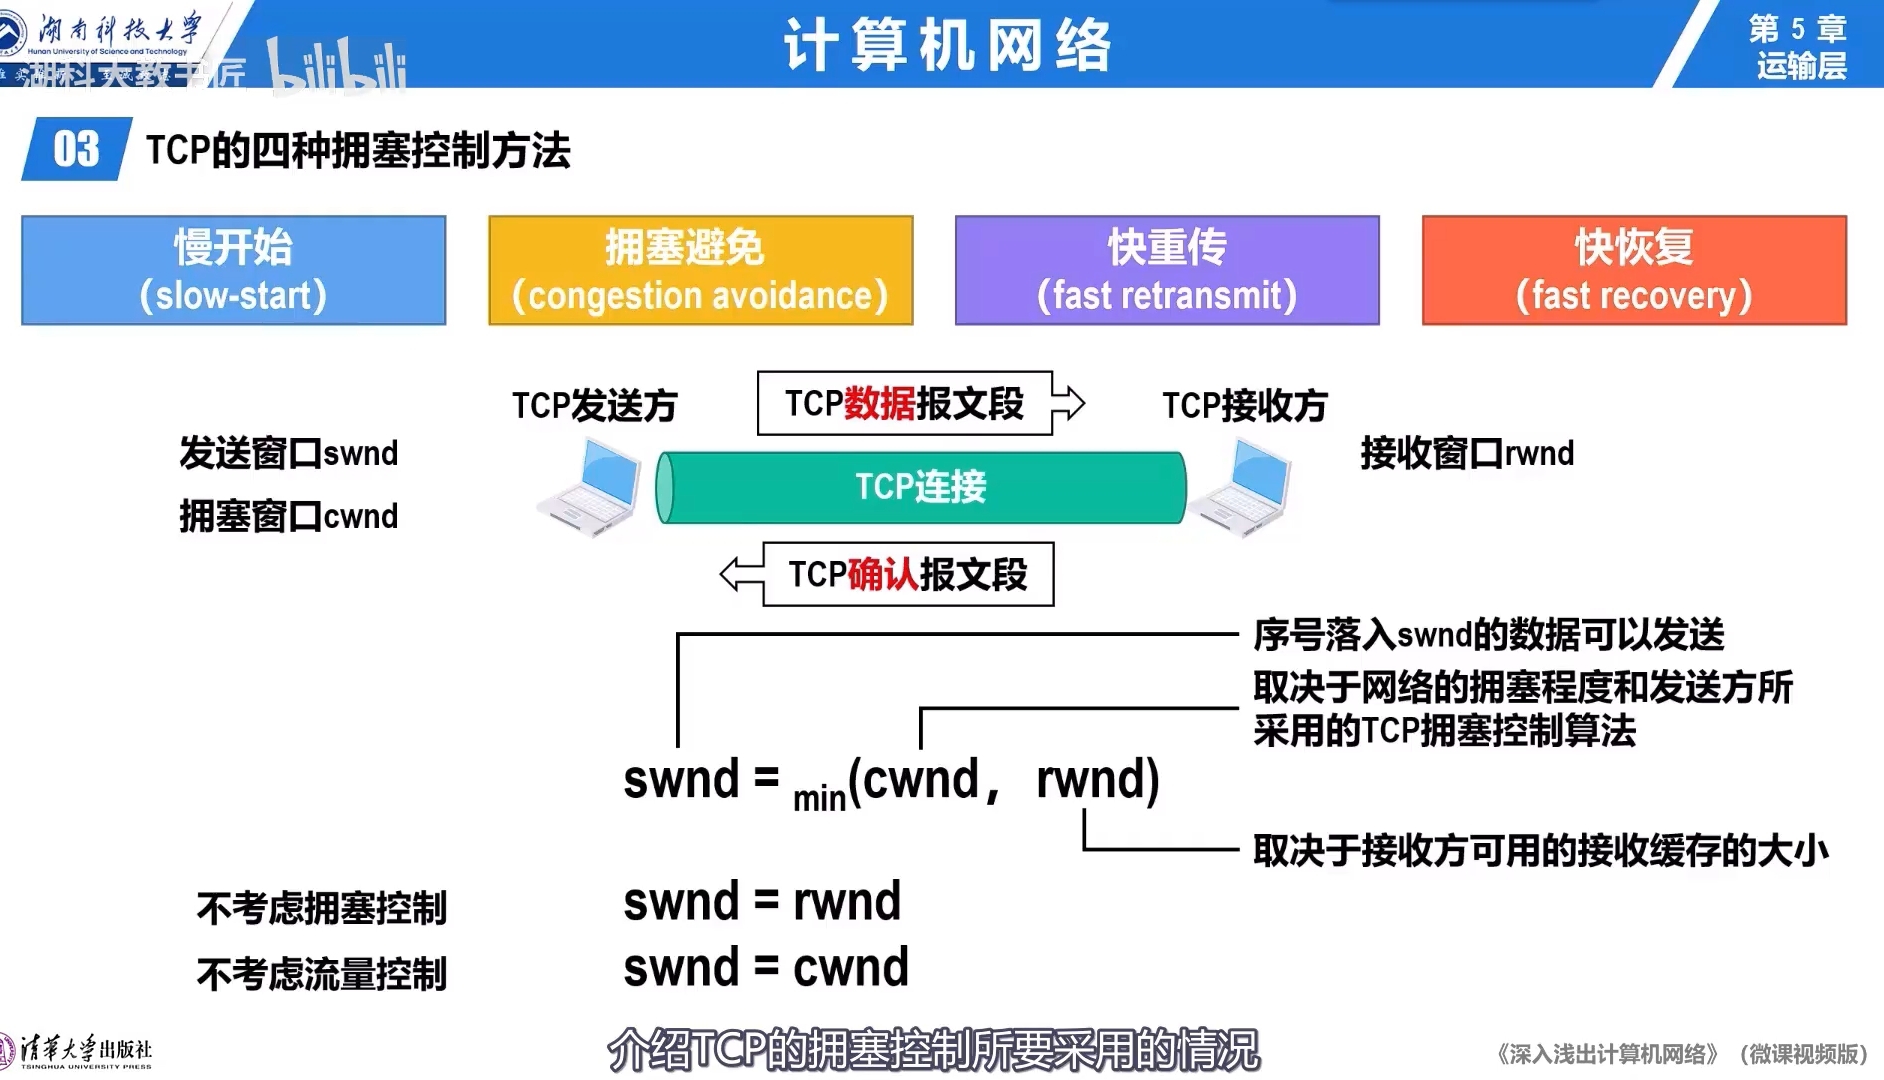 湖南科技大学
Hunan University of Science and Technology
湖科大教书匠 bilibili
计算机网络
第 5 章
运输层
03 TCP的四种拥塞控制方法
慢开始
（slow-start）
拥塞避免
（congestion avoidance）
快重传
（fast retransmit）
快恢复
（fast recovery）
TCP发送方
TCP数据报文段
TCP接收方
发送窗口swnd
拥塞窗口cwnd
TCP连接
接收窗口rwnd
TCP确认报文段
序号落入swnd的数据可以发送
取决于网络的拥塞程度和发送方所
采用的TCP拥塞控制算法
swnd = min(cwnd，rwnd)
取决于接收方可用的接收缓存的大小
不考虑拥塞控制 swnd = rwnd
不考虑流量控制 swnd = cwnd
介绍TCP的拥塞控制所要采用的情况
清华大学出版社
TSINGHUA UNIVERSITY PRESS
《深入浅出计算机网络》（微课视频版）